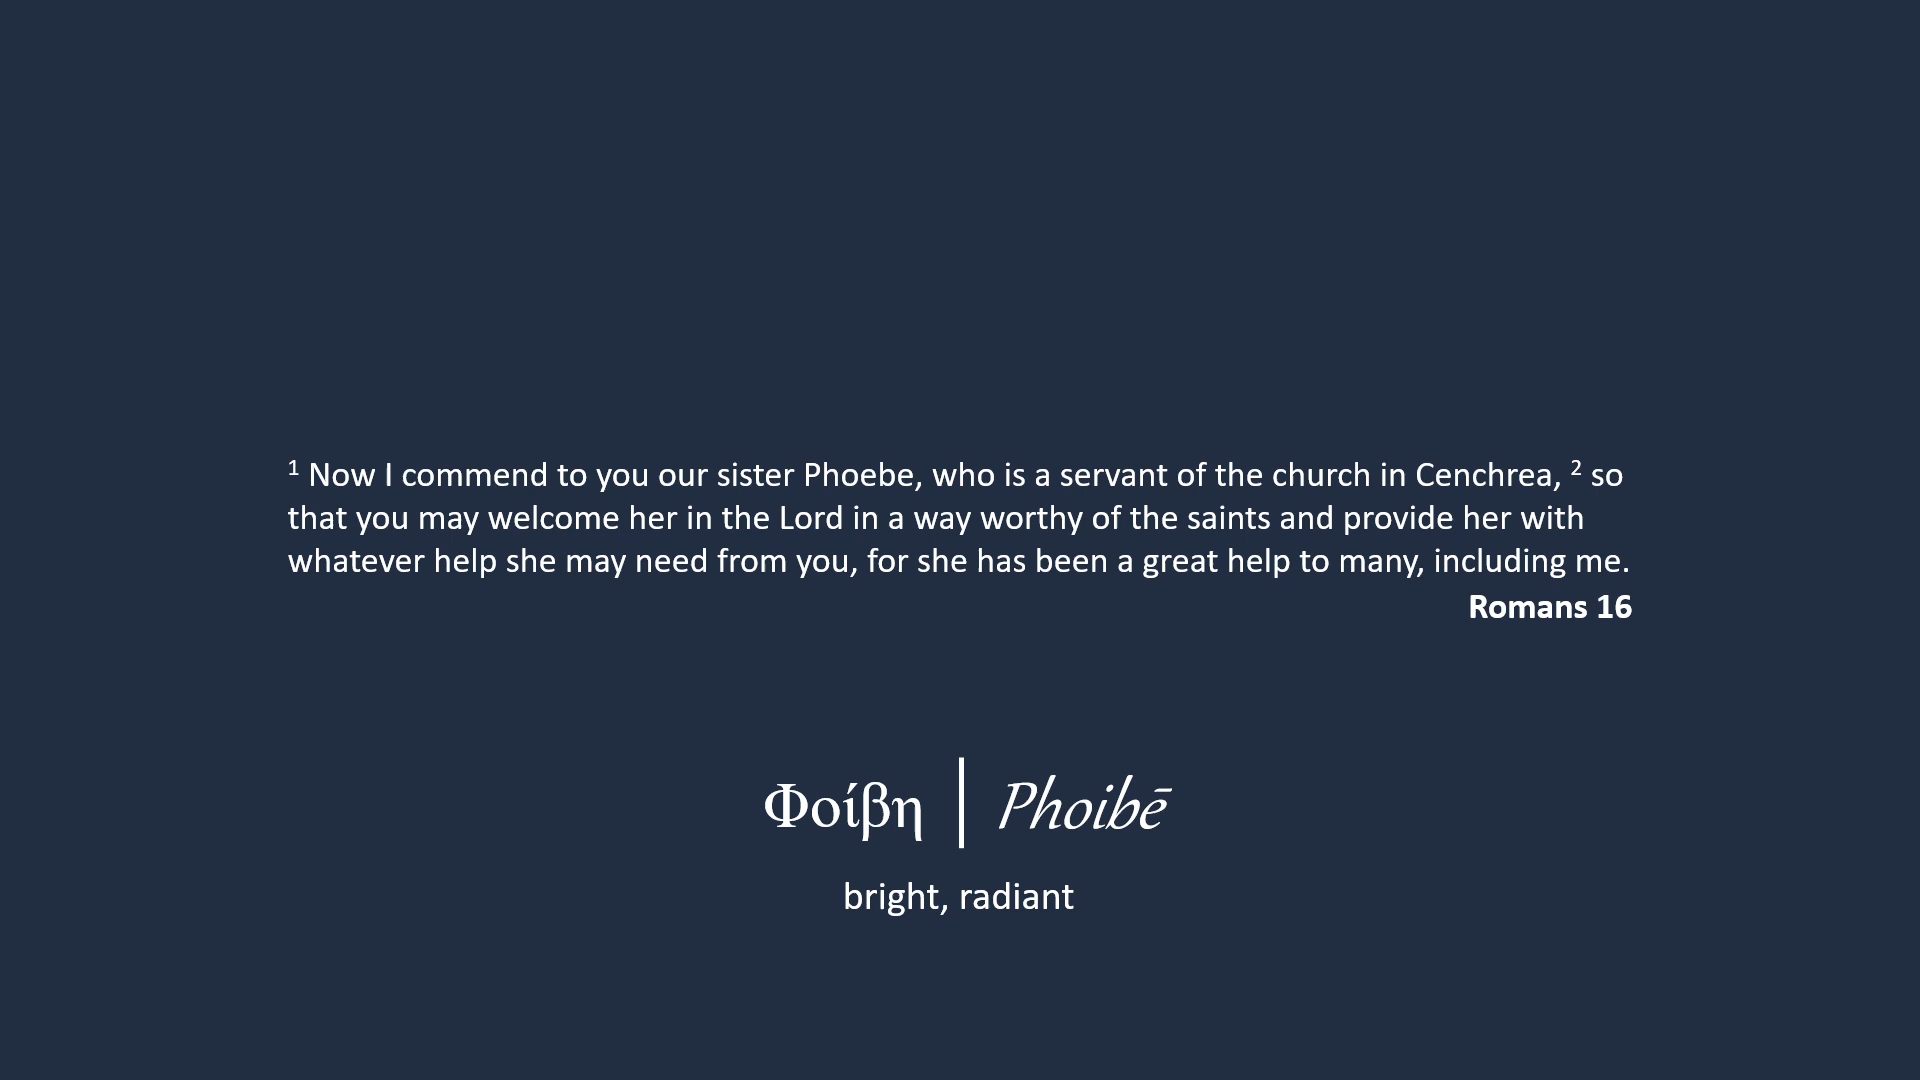 ¹ Now I commend to you our sister Phoebe, who is a servant of the church in Cenchrea, ² so
that you may welcome her in the Lord in a way worthy of the saints and provide her with
whatever help she may need from you, for she has been a great help to many, including me.
Romans 16
Φοίβη | Phoibē
bright, radiant